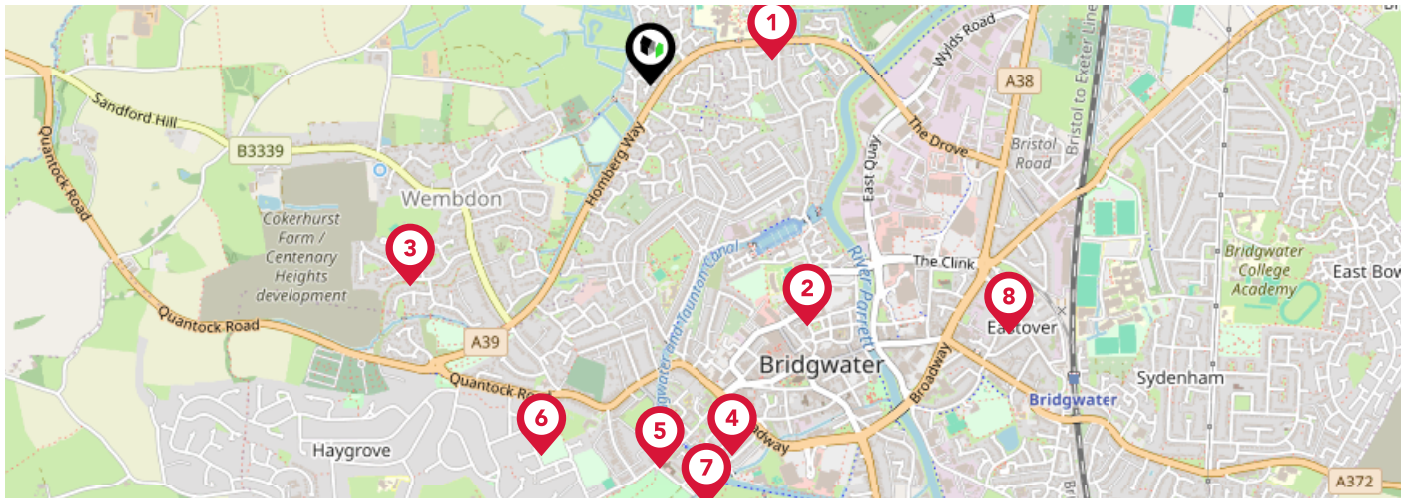 1
Wylds Road
Bristol to Exeter Line
A38
Sandford Hill
The Drove
Bristol
Road
Homberg Way
East Quay
B3339
Quantock Road
Wembdon
Cokerhurst
Form /
Centenary
Heights
development
3
Bridgwater
College
Academy
River Parrett
The Clink
East Bow
2
8
Eastover
Quantock Road
A39
Bridgwater
Broadway
Sydenham
Quantock
Bridgwater
6
4
5
7
Haygrove
A372